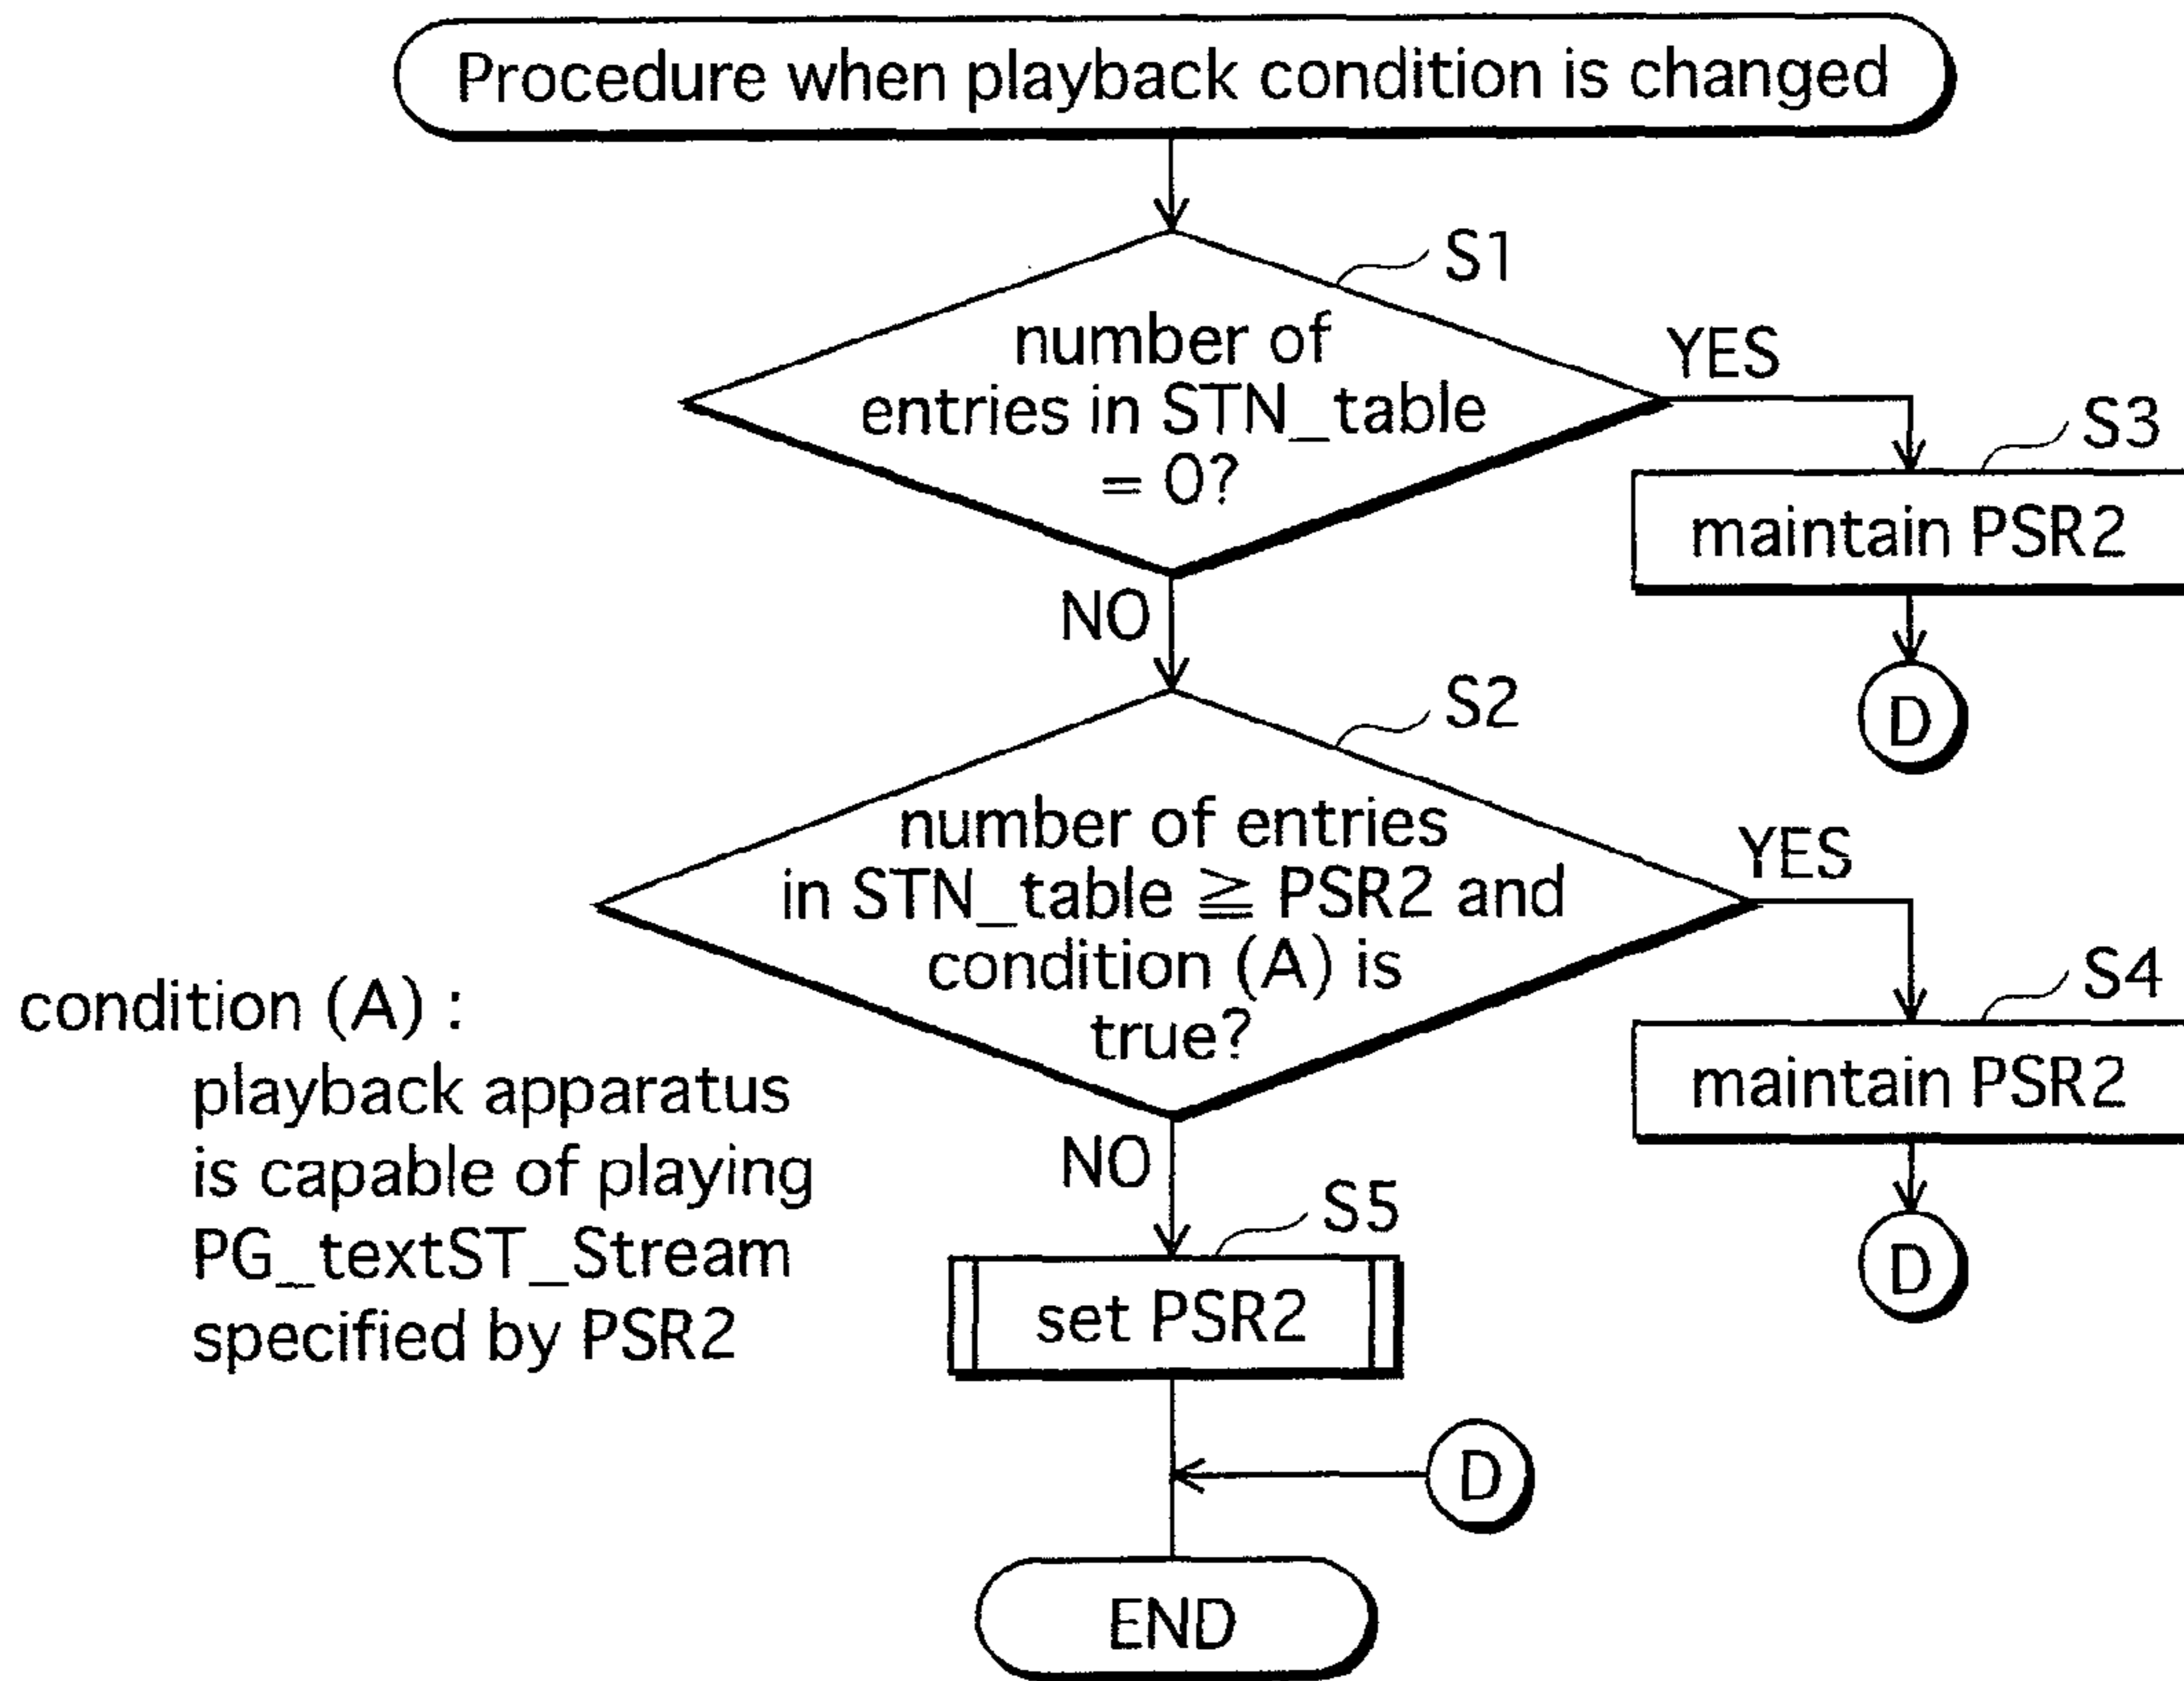 Procedure when playback condition is changed
S1
number of
entries in STN_table
= 0?
YES
S3
maintain PSR2
D
NO
S2
number of entries
in STN_table ≧ PSR2 and
condition (A) is
true?
YES
S4
maintain PSR2
D
condition (A) :
playback apparatus
is capable of playing
PG_textST_Stream
specified by PSR2
NO
S5
set PSR2
D
END